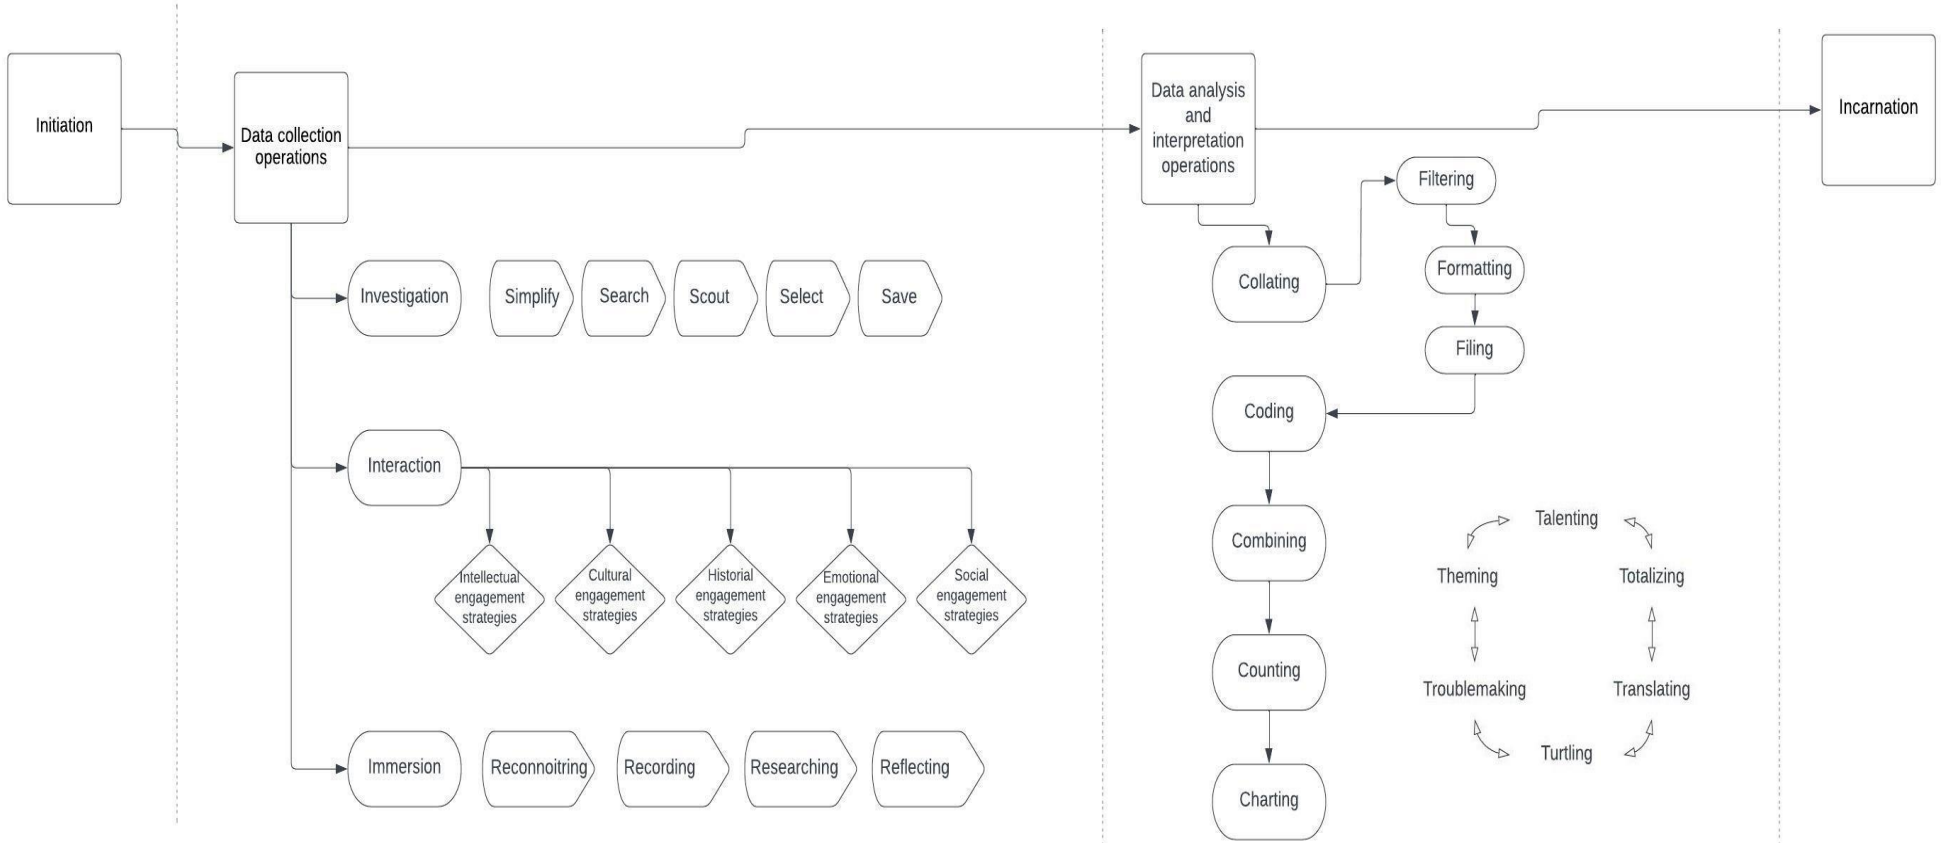 Initiation
Data collection
operations
Investigation
Simplify
Search
Scout
Select
Save
Interaction
Intellectual
engagement
strategies
Cultural
engagement
strategies
Historial
engagement
strategies
Emotional
engagement
strategies
Social
engagement
strategies
Immersion
Reconnoitring
Recording
Researching
Reflecting
Data analysis
and
interpretation
operations
Collating
Filtering
Formatting
Filing
Coding
Combining
Counting
Charting
Talenting
Totalizing
Translating
Turtling
Troublemaking
Theming
Incarnation